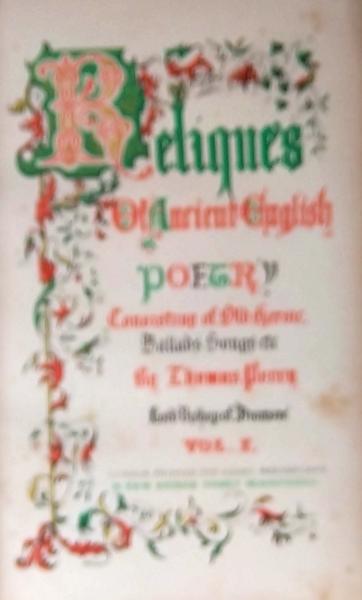 Reliques
Of Ancient English
POETRY
Consisting of Old Heroic
Ballads Songs etc
By Thomas Percy
Lord Bishop of Dromore
VOL. I.